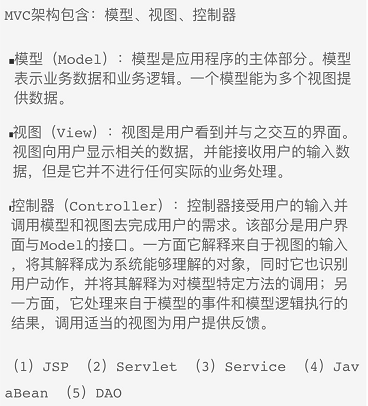 MVC架构包含：模型、视图、控制器
▪模型（Model）：模型是应用程序的主体部分。模型
表示业务数据和业务逻辑。一个模型能为多个视图提
供数据。
▪视图（View）：视图是用户看到并与之交互的界面。
视图向用户显示相关的数据，并能接收用户的输入数
据，但是它并不进行任何实际的业务处理。
▪控制器（Controller）：控制器接受用户的输入并
调用模型和视图去完成用户的需求。该部分是用户界
面与Model的接口。一方面它解释来自于视图的输入
，将其解释成为系统能够理解的对象，同时它也识别
用户动作，并将其解释为对模型特定方法的调用；另
一方面，它处理来自于模型的事件和模型逻辑执行的
结果，调用适当的视图为用户提供反馈。
（1）JSP （2）Servlet （3）Service （4）Jav
aBean （5）DAO